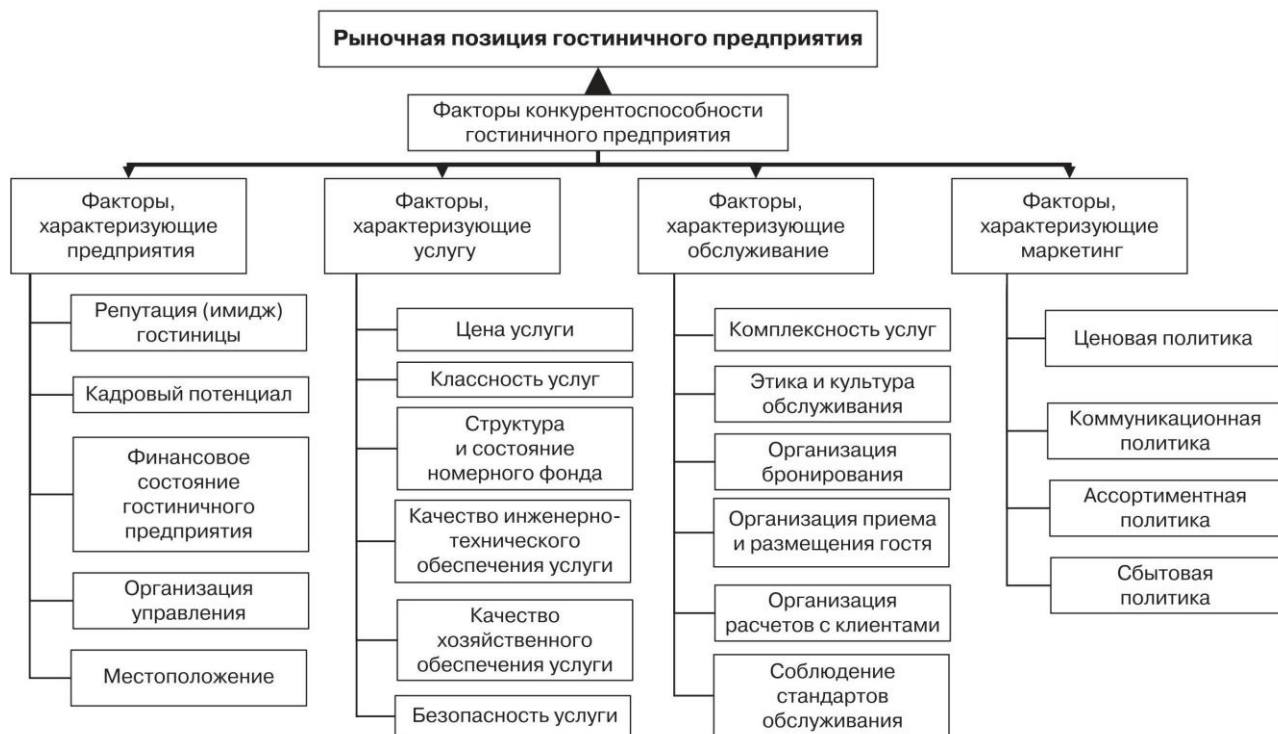 Рыночная позиция гостиничного предприятия
Факторы конкурентоспособности
гостиничного предприятия
Факторы,
характеризующие
предприятия
Репутация (имидж)
гостиницы
Кадровый потенциал
Финансовое
состояние
гостиничного
предприятия
Организация
управления
Местоположение
Факторы,
характеризующие
услугу
Цена услуги
Классность услуг
Структура
и состояние
номерного фонда
Качество инженерно-
технического
обеспечения услуги
Качество
хозяйственного
обеспечения услуги
Безопасность услуги
Факторы,
характеризующие
обслуживание
Комплексность услуг
Этика и культура
обслуживания
Организация
бронирования
Организация приема
и размещения гостя
Организация
расчетов с клиентами
Соблюдение
стандартов
обслуживания
Факторы,
характеризующие
маркетинг
Ценовая политика
Коммуникационная
политика
Ассортиментная
политика
Сбытовая
политика